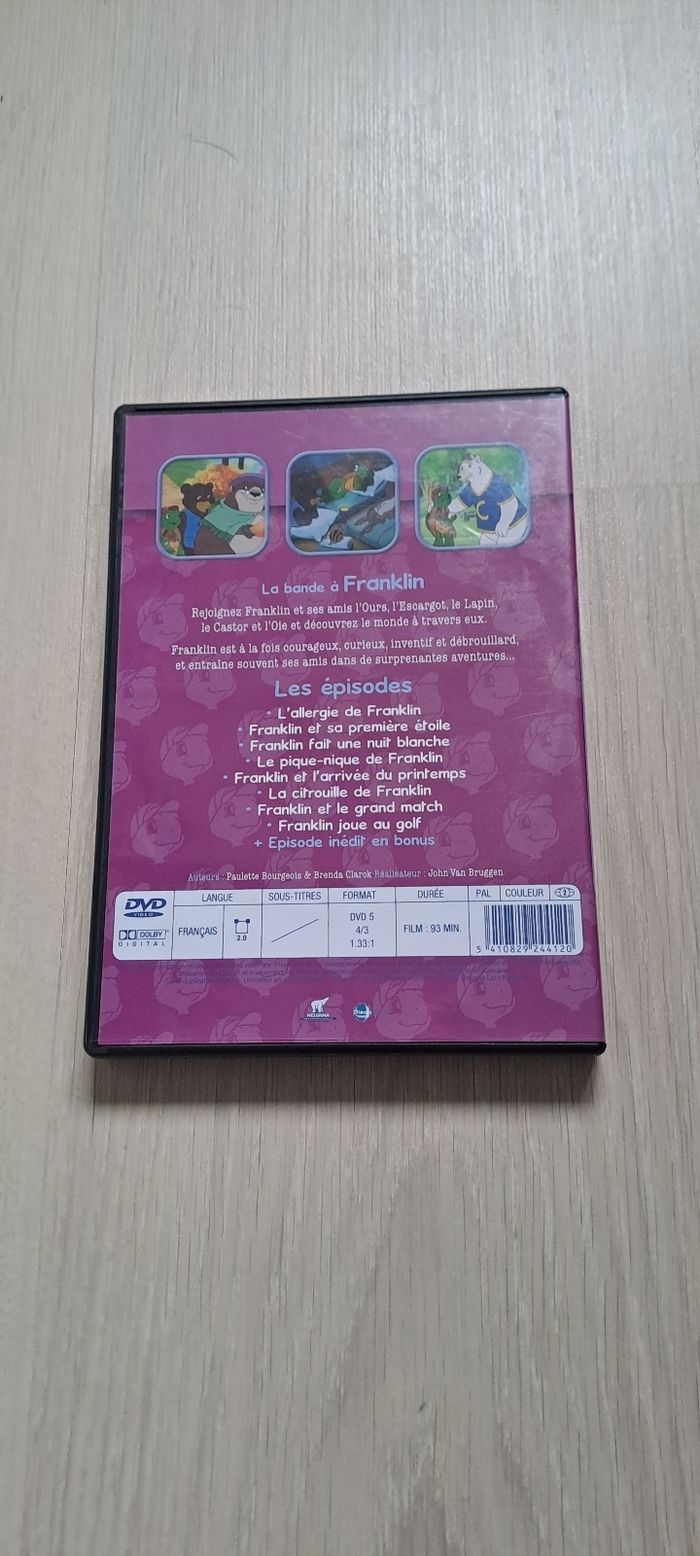 C
La bande à Franklin
Rejoignez Franklin et ses amis l'Ours, l'Escargot, le Lapin,
le Castor et l'Oie et découvrez le monde à travers eux.
Franklin est à la fois courageux, curieux, inventif et débrouillard,
et entraîne souvent ses amis dans de surprenantes aventures...
Les épisodes
• L'allergie de Franklin
• Franklin et sa première étoile
• Franklin fait une nuit blanche
• Le pique-nique de Franklin
• Franklin et l'arrivée du printemps
• La citrouille de Franklin
• Franklin et le grand match
• Franklin joue au golf
+ Episode inédit en bonus
Auteurs : Paulette Bourgeois & Brenda Clarck Réalisateur : John Van Bruggen
DVD VIDEO
DOLBY DIGITAL
LANGUE
FRANÇAIS
2.0
SOUS-TITRES
FORMAT
DVD 5
4/3
1.33:1
DURÉE
FILM : 93 MIN.
PAL
COULEUR
2
5 410829 244120
NELVANA